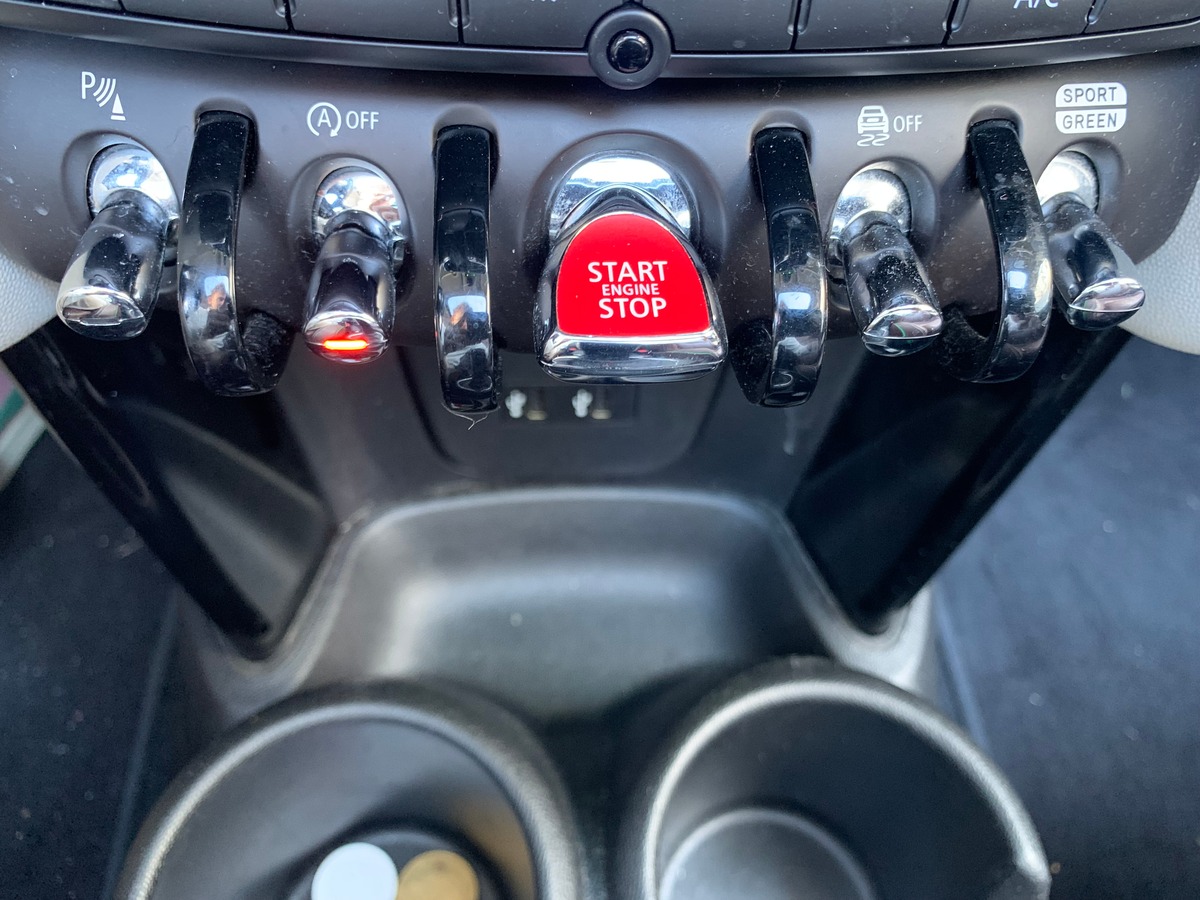 A/C
P
A OFF
OFF
SPORT
GREEN
START
ENGINE
STOP